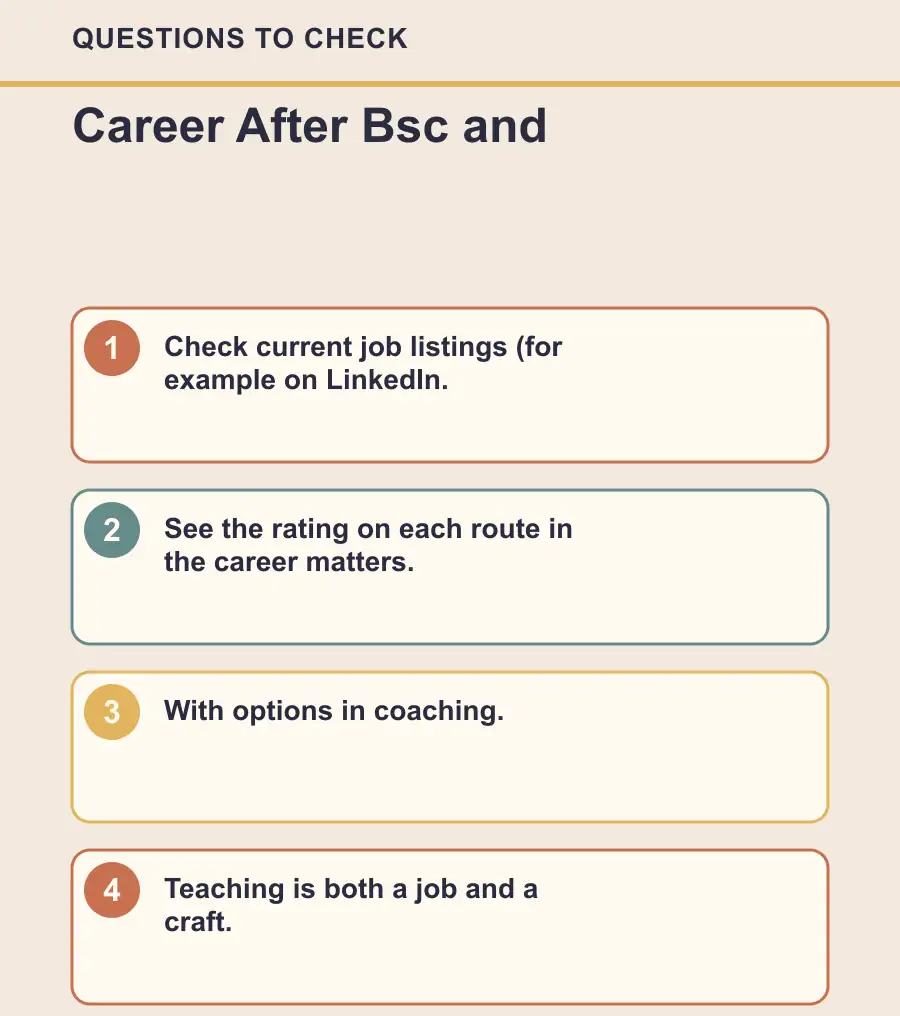 QUESTIONS TO CHECK
Career After Bsc and
1
Check current job listings (for
example on LinkedIn.
2
See the rating on each route in
the career matters.
3
With options in coaching.
4
Teaching is both a job and a
craft.